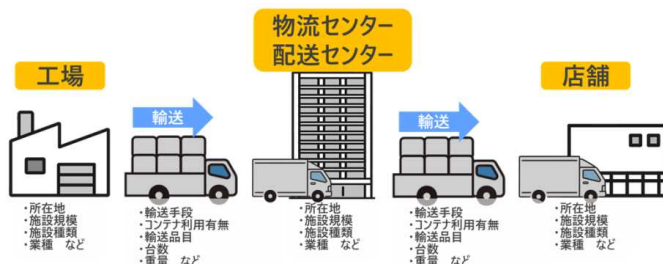 工場
物流センター
配送センター
店舗
輸送
輸送
・所在地
・施設規模
・施設種類
・業種 など
・輸送手段
・コンテナ利用有無
・輸送品目
・台数
・重量 など
・所在地
・施設規模
・施設種類
・業種 など
・輸送手段
・コンテナ利用有無
・輸送品目
・台数
・重量 など
・所在地
・施設規模
・施設種類
・業種 など